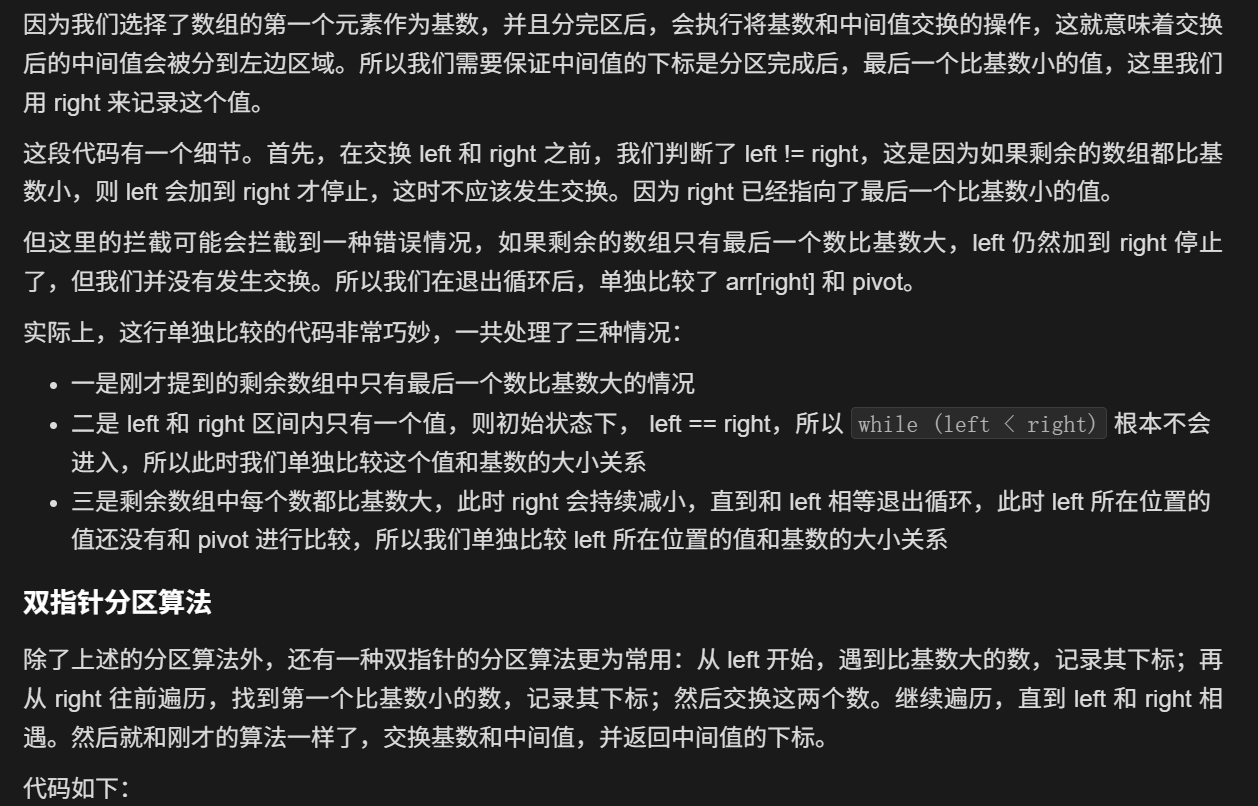 因为我们选择了数组的第一个元素作为基数，并且分完区后，会执行将基数和中间值交换的操作，这就意味着交换
后的中间值会被分到左边区域。所以我们需要保证中间值的下标是分区完成后，最后一个比基数小的值，这里我们
用 right 来记录这个值。
这段代码有一个细节。首先，在交换 left 和 right 之前，我们判断了 left != right，这是因为如果剩余的数组都比基
数小，则 left 会加到 right 才停止，这时不应该发生交换。因为 right 已经指向了最后一个比基数小的值。
但这里的拦截可能会拦截到一种错误情况，如果剩余的数组只有最后一个数比基数大，left 仍然加到 right 停止
了，但我们并没有发生交换。所以我们在退出循环后，单独比较了 arr[right] 和 pivot。
实际上，这行单独比较的代码非常巧妙，一共处理了三种情况：
• 一是刚才提到的剩余数组中只有最后一个数比基数大的情况
• 二是 left 和 right 区间内只有一个值，则初始状态下， left == right，所以 while (left < right) 根本不会
进入，所以此时我们单独比较这个值和基数的大小关系
• 三是剩余数组中每个数都比基数大，此时 right 会持续减小，直到和 left 相等退出循环，此时 left 所在位置的
值还没有和 pivot 进行比较，所以我们单独比较 left 所在位置的值和基数的大小关系
双指针分区算法
除了上述的分区算法外，还有一种双指针的分区算法更为常用：从 left 开始，遇到比基数大的数，记录其下标；再
从 right 往前遍历，找到第一个比基数小的数，记录其下标；然后交换这两个数。继续遍历，直到 left 和 right 相
遇。然后就和刚才的算法一样了，交换基数和中间值，并返回中间值的下标。
代码如下：